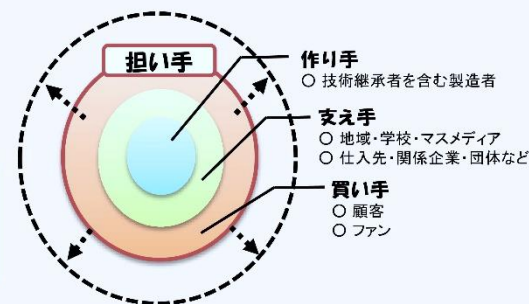 担い手
作り手
○ 技術継承者を含む製造者
支え手
○ 地域・学校・マスメディア
○ 仕入先・関係企業・団体など
買い手
○ 顧客
○ ファン